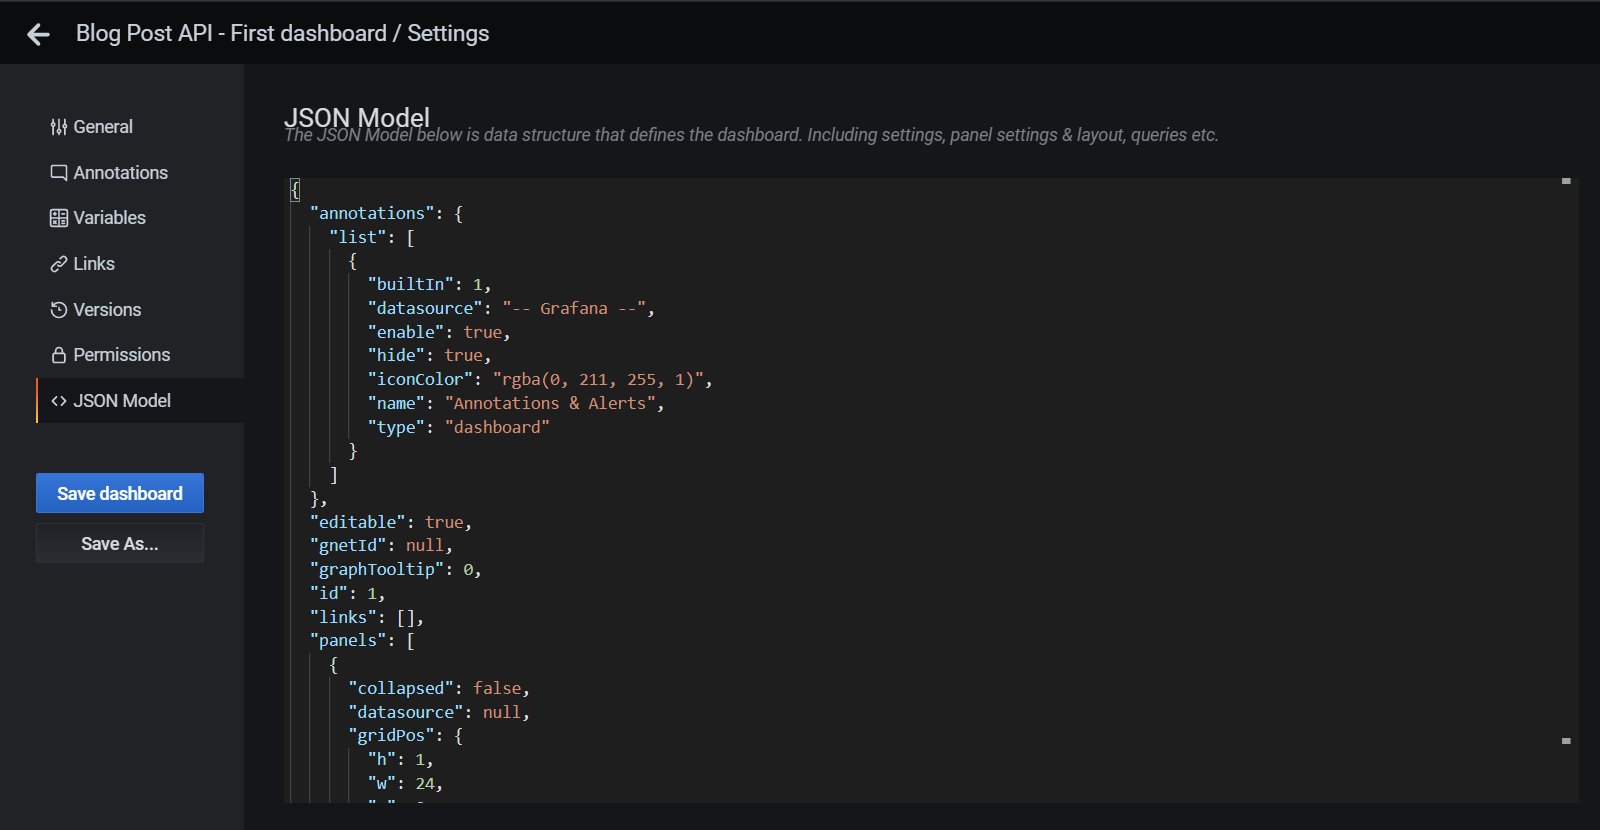 Blog Post API - First dashboard / Settings
General
Annotations
Variables
Links
Versions
Permissions
JSON Model
Save dashboard
Save As...
JSON Model
The JSON Model below is data structure that defines the dashboard. Including settings, panel settings & layout, queries etc.
{
"annotations": {
"list": [
{
"builtIn": 1,
"datasource": "-- Grafana --",
"enable": true,
"hide": true,
"iconColor": "rgba(0, 211, 255, 1)",
"name": "Annotations & Alerts",
"type": "dashboard"
}
]
},
"editable": true,
"gnetId": null,
"graphTooltip": 0,
"id": 1,
"links": [],
"panels": [
{
"collapsed": false,
"datasource": null,
"gridPos": {
"h": 1,
"w": 24,